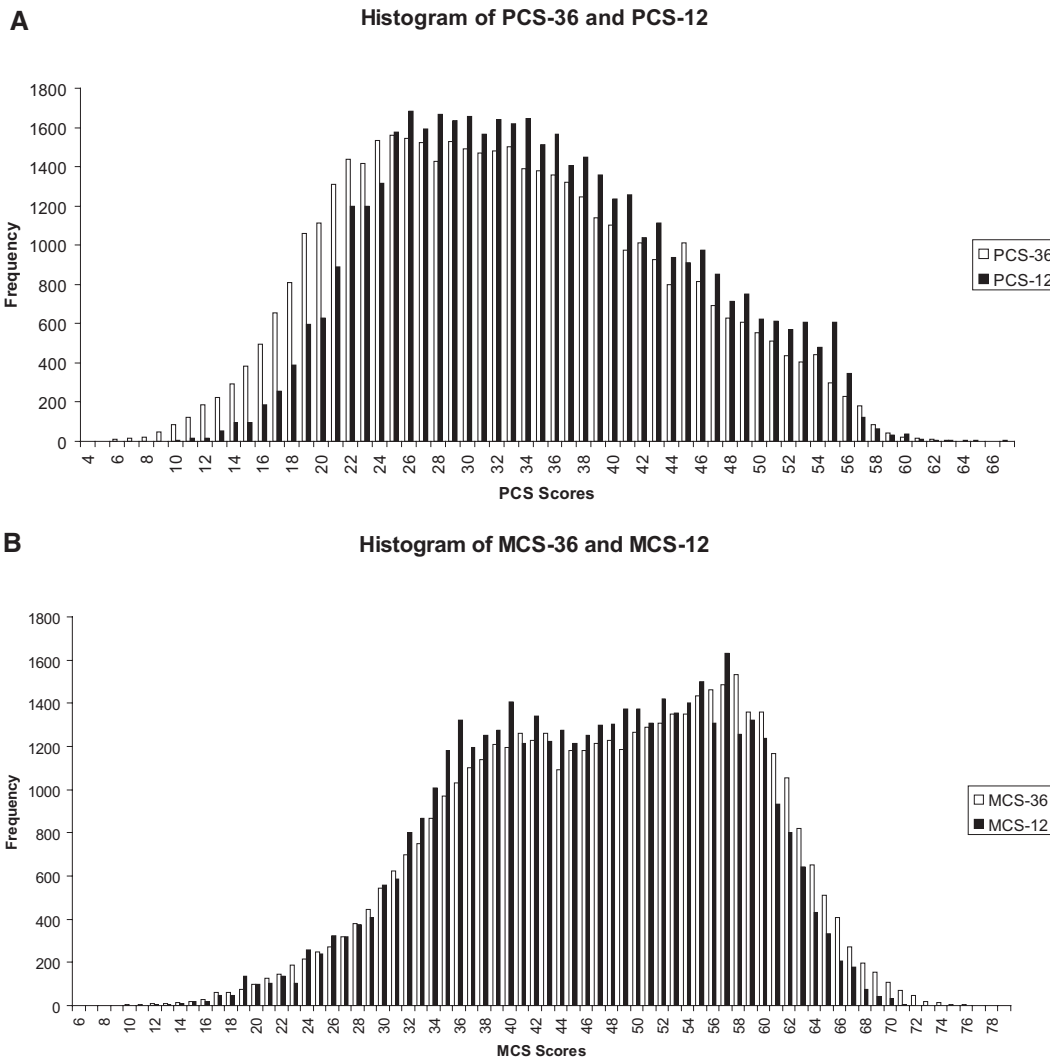 A
Histogram of PCS-36 and PCS-12
1800
1600
1400
1200
1000
800
600
400
200
0
Frequency
4 6 8 10 12 14 16 18 20 22 24 26 28 30 32 34 36 38 40 42 44 46 48 50 52 54 56 58 60 62 64 66
PCS Scores
PCS-36
PCS-12
B
Histogram of MCS-36 and MCS-12
1800
1600
1400
1200
1000
800
600
400
200
0
Frequency
6 8 10 12 14 16 18 20 22 24 26 28 30 32 34 36 38 40 42 44 46 48 50 52 54 56 58 60 62 64 66 68 70 72 74 76 78
MCS Scores
MCS-36
MCS-12